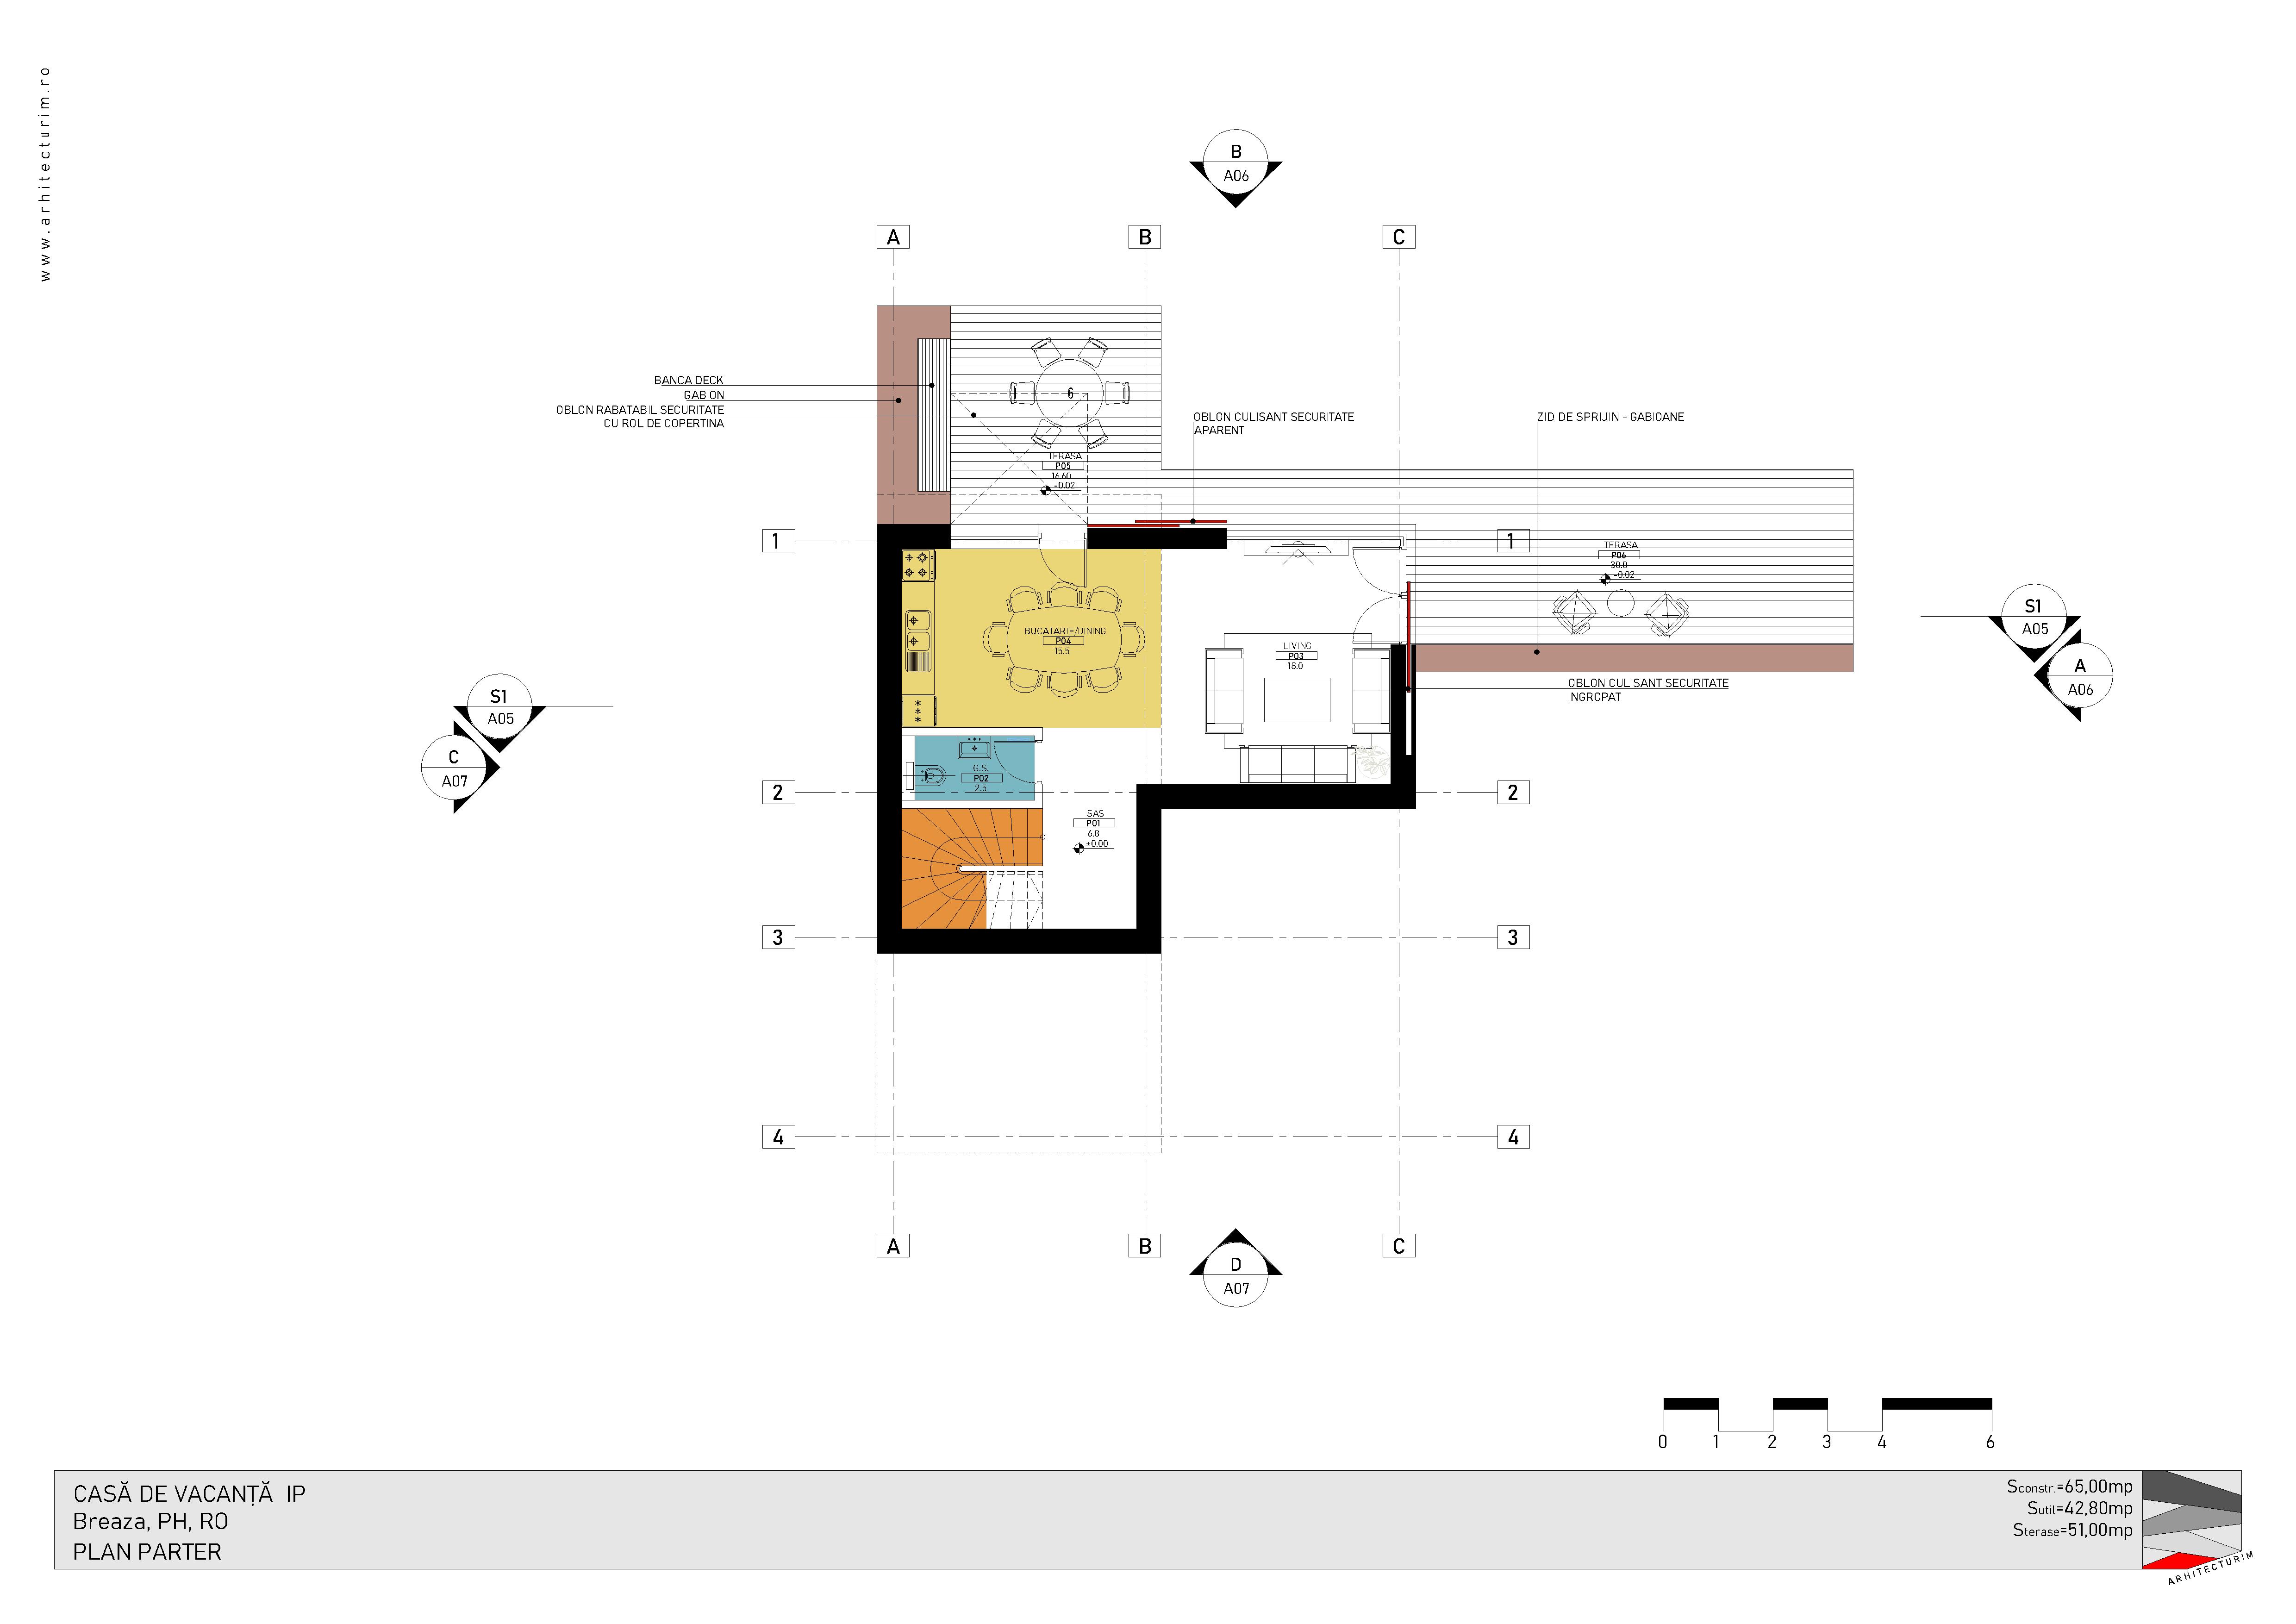 www.arhitecturim.ro
B
A06
A
B
C
BANCA DECK
GABION
OBLON RABATABIL SECURITATE
CU ROL DE COPERTINA
6
OBLON CULISANT SECURITATE
APARENT
ZID DE SPRIJIN - GABIOANE
TERASA
P05
16.60
-0.02
1
1
TERASA
P06
30.0
-0.02
S1
A05
BUCATARIE/DINING
P04
15.5
LIVING
P03
18.0
A
A06
OBLON CULISANT SECURITATE
INGROPAT
S1
A05
C
A07
G.S.
P02
2.5
2
2
SAS
P01
6.8
±0.00
3
3
4
4
A
B
C
D
A07
0 1 2 3 4 6
CASĂ DE VACANȚĂ IP
Breaza, PH, RO
PLAN PARTER
Sconstr.=65,00mp
Sutil=42,80mp
Sterase=51,00mp
ARHITECTURIM